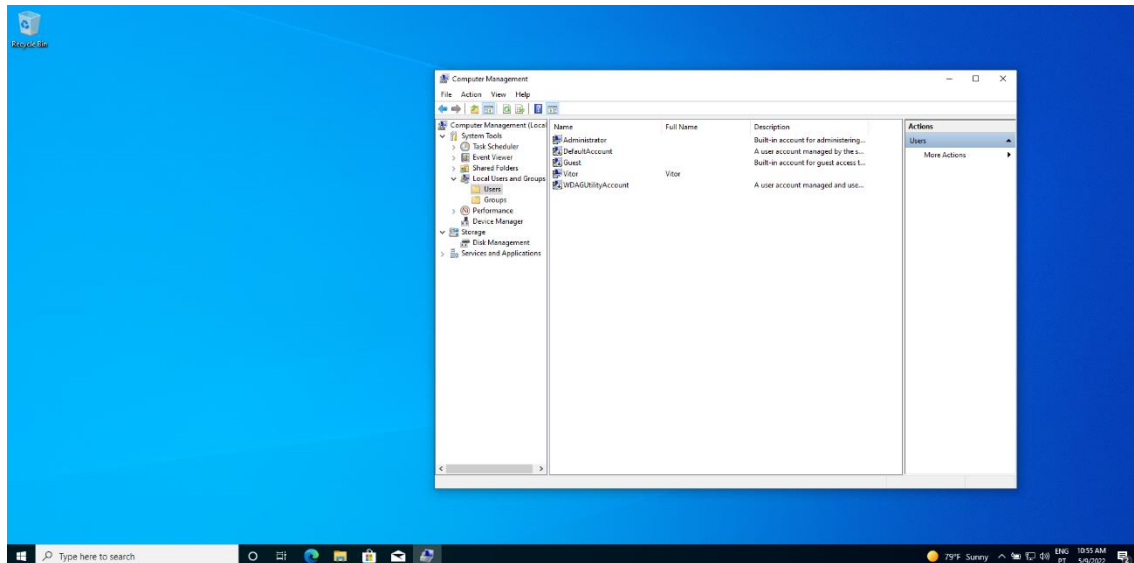 Recycle Bin
Computer Management
File Action View Help
Computer Management (Local
System Tools
Task Scheduler
Event Viewer
Shared Folders
Local Users and Groups
Users
Groups
Performance
Device Manager
Storage
Disk Management
Services and Applications
Name Full Name Description
Administrator Built-in account for administering...
DefaultAccount A user account managed by the s...
Guest Built-in account for guest access t...
Vitor Vitor
WDAGUtilityAccount A user account managed and use...
Actions
Users
More Actions
Type here to search
79°F Sunny
ENG 10:55 AM
PT 5/9/2022